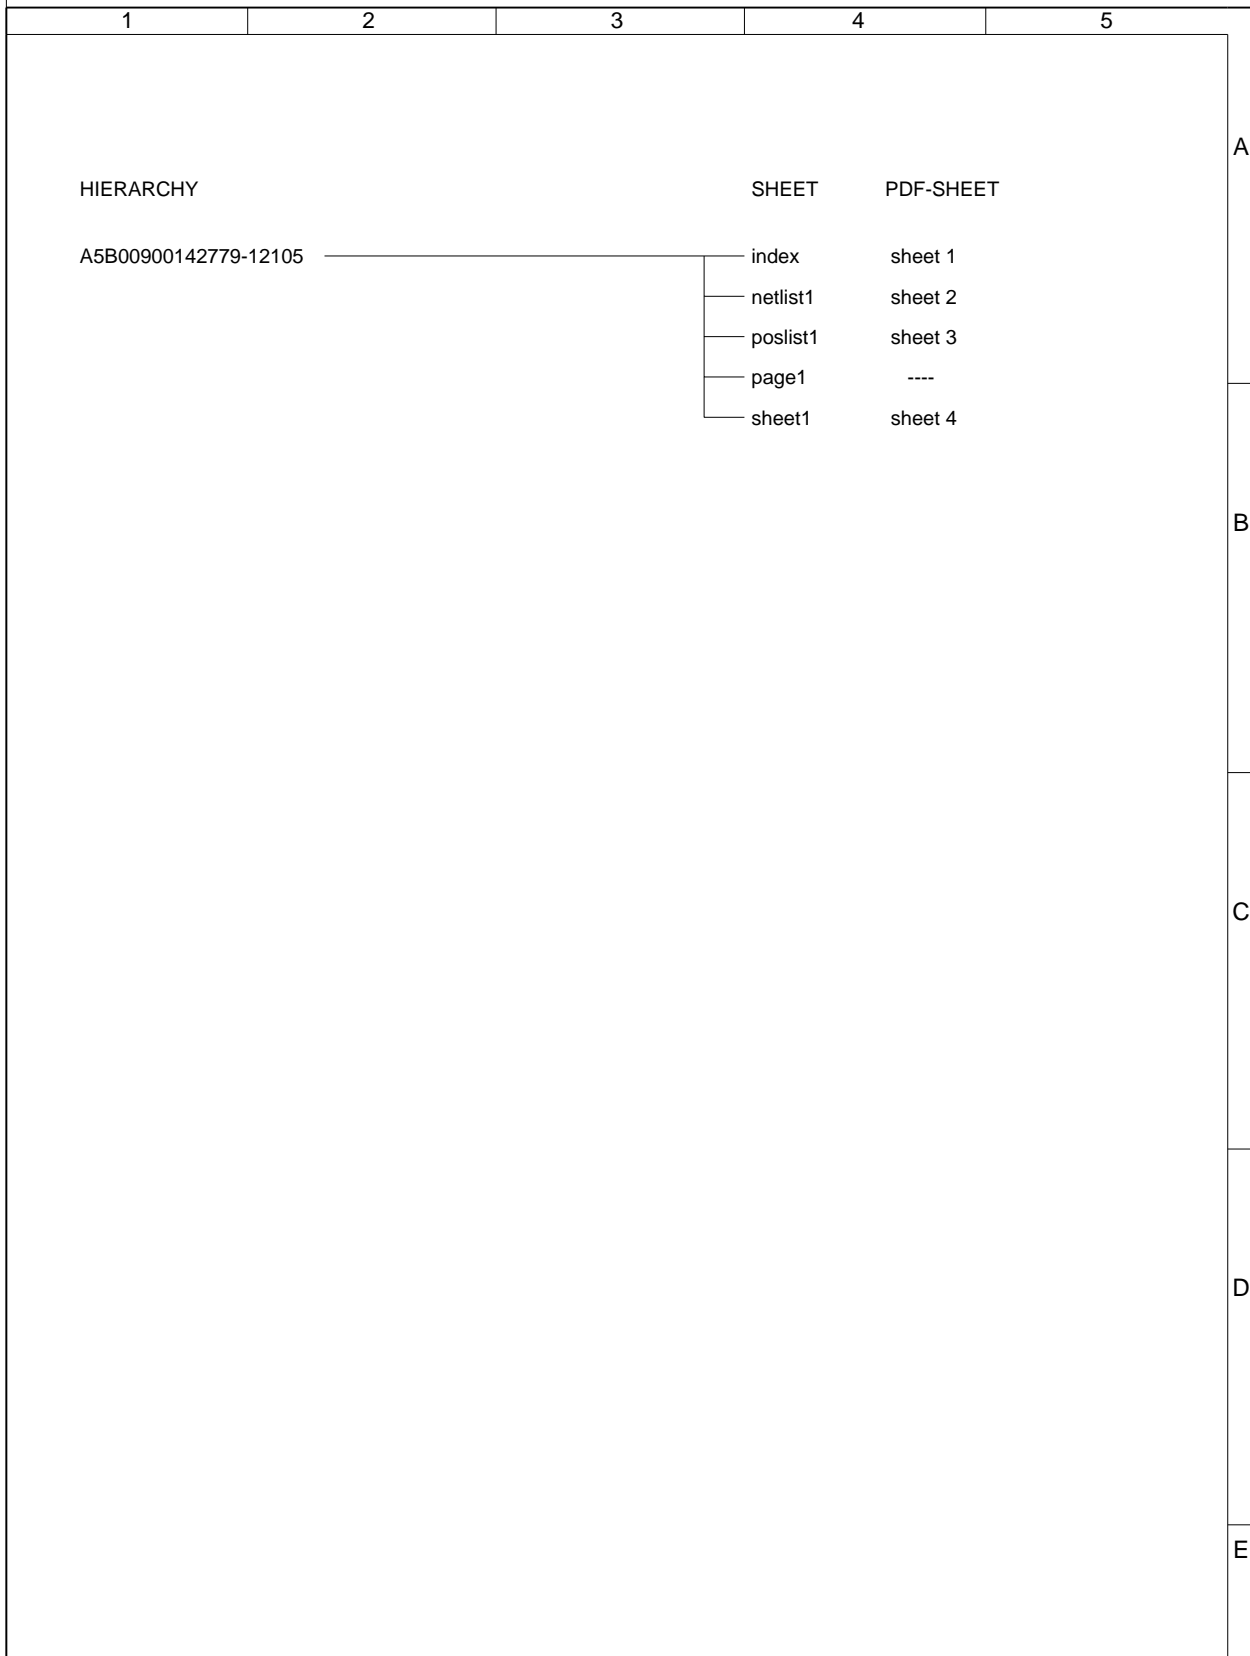 1 2 3 4 5
A
HIERARCHY SHEET PDF-SHEET
A5B00900142779-12105 index sheet 1
netlist1 sheet 2
poslist1 sheet 3
page1 ----
sheet1 sheet 4
B
C
D
E